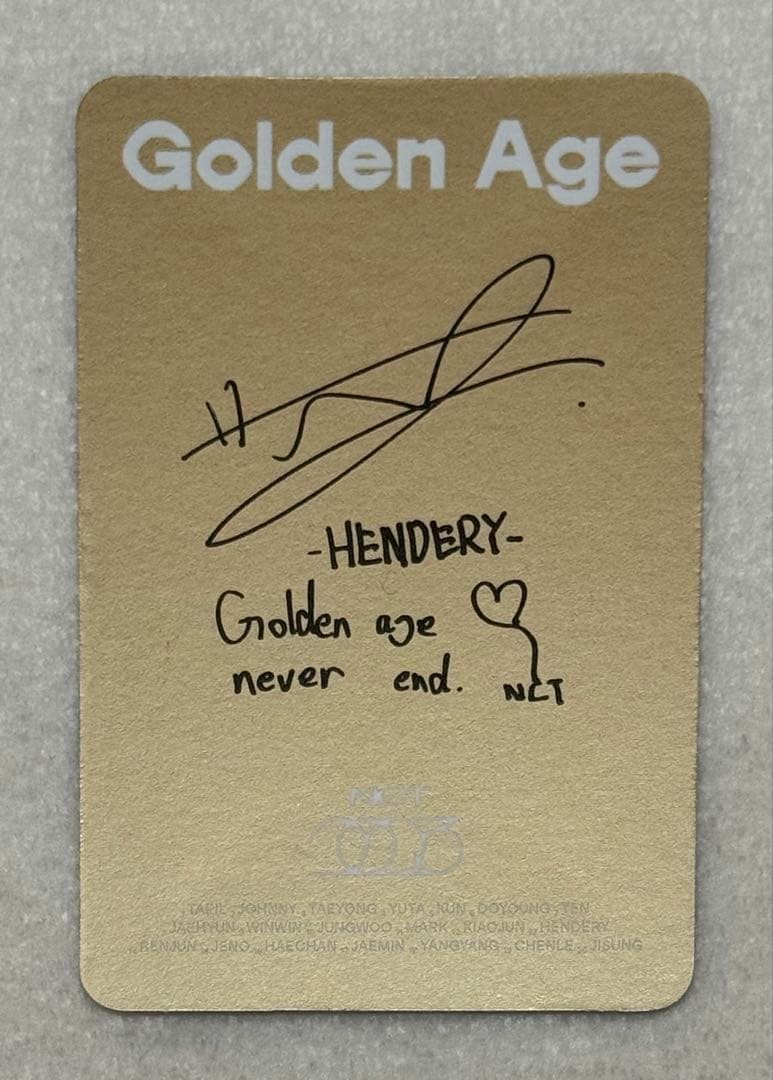 Golden Age
-HENDERY-
Golden age
never end.
NCT
NCT
2023
TAEIL, JOHNNY, TAEYONG, YUTA, KUN, DOYOUNG, TEN
JAEHYUN, WINWIN, JUNGWOO, MARK, XIAOJUN, HENDERY
RENJUN, JENO, HAECHAN, JAEMIN, YANGYANG, CHENLE, JISUNG